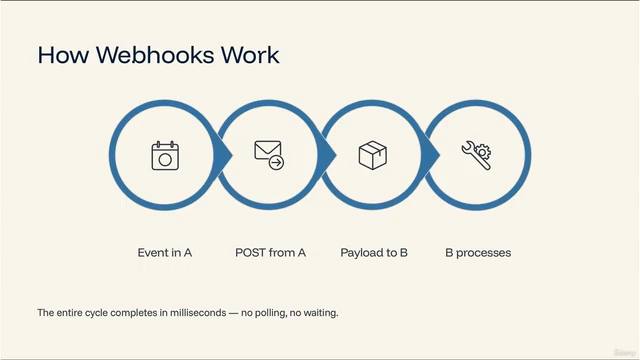 How Webhooks Work
Event in A
POST from A
Payload to B
B processes
The entire cycle completes in milliseconds — no polling, no waiting.